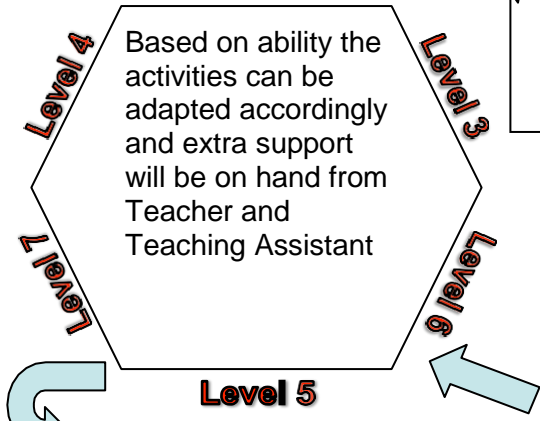 Level 4
Based on ability the
activities can be
adapted accordingly
and extra support
will be on hand from
Teacher and
Teaching Assistant
Level 3
Level 7
Level 6
Level 5